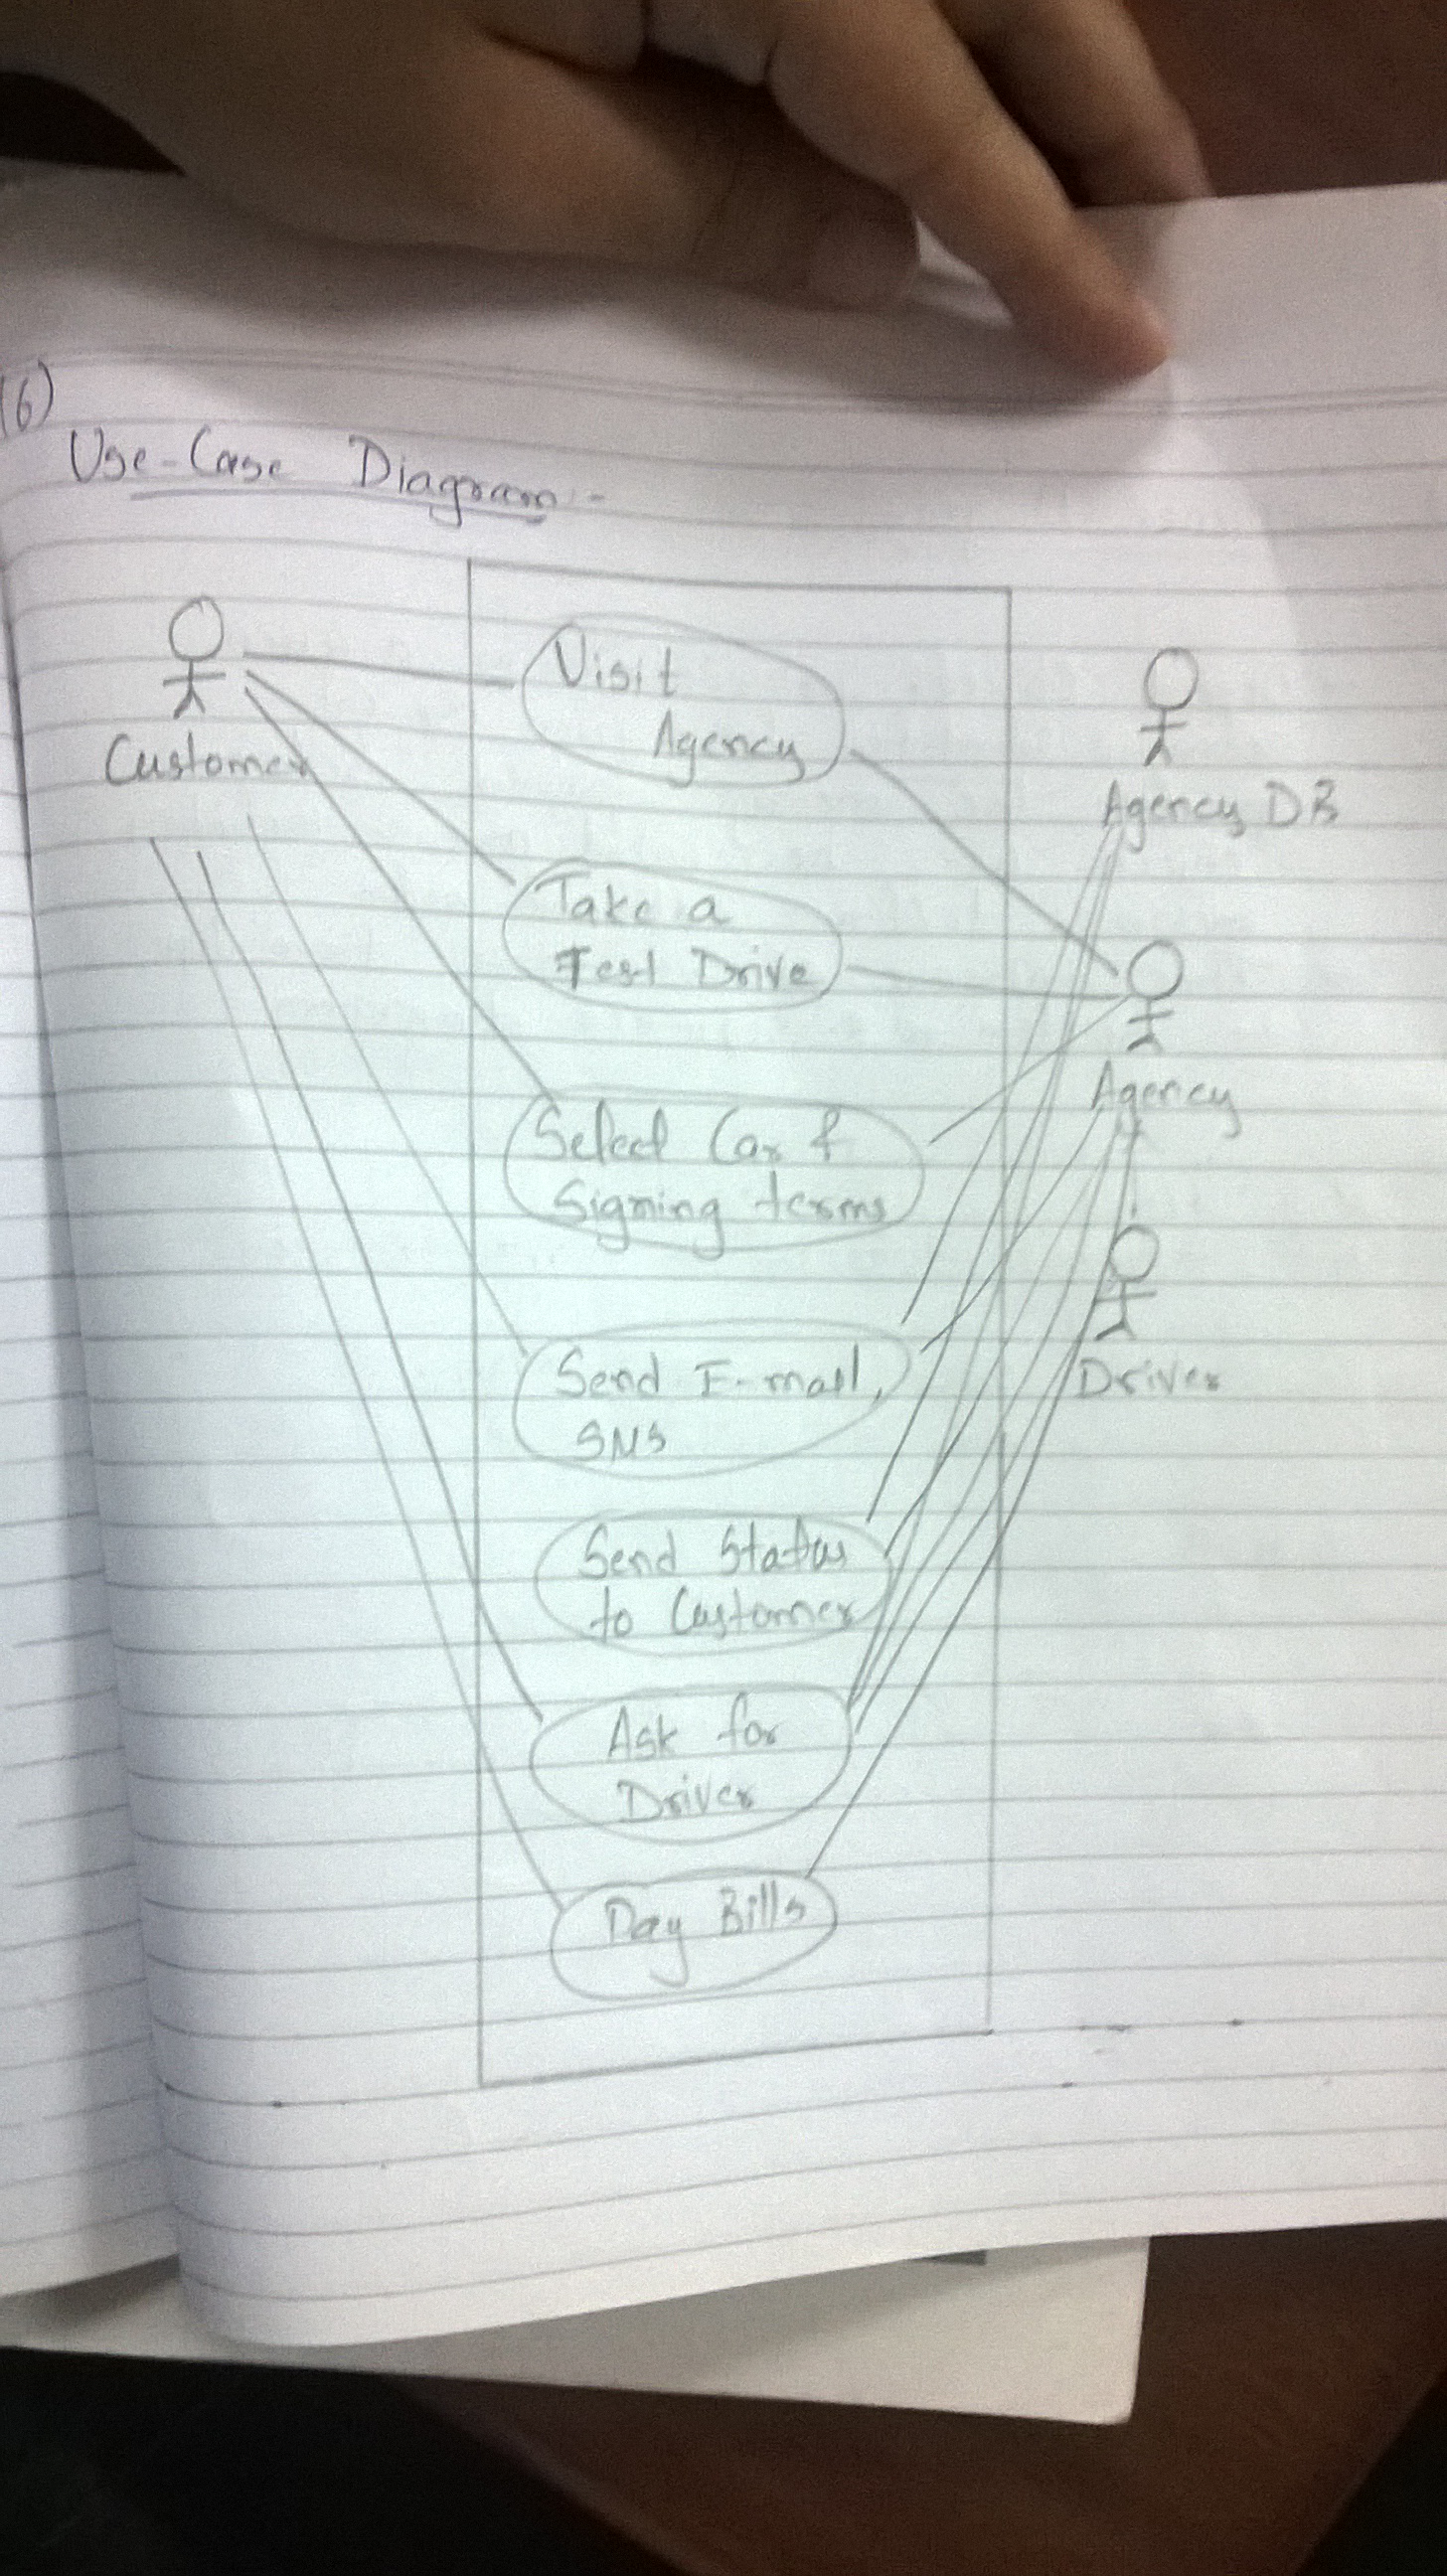 16)
Use-Case Diagram:-
Customer
Visit
Agency
Take a
Test Drive
Select Car &
Signing terms
Send E-mail,
SMS
Send Status
to Customer
Ask for
Driver
Pay Bills
Agency DB
Agency
Driver